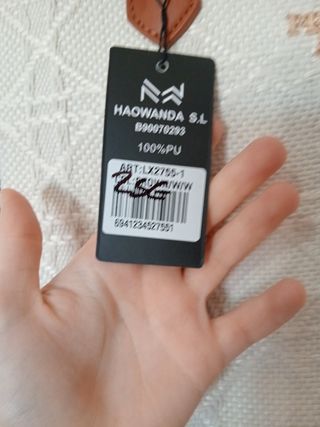 HAOWANDA S.L
B90070293
100%PU
ART:LX2755-1
6941234527551